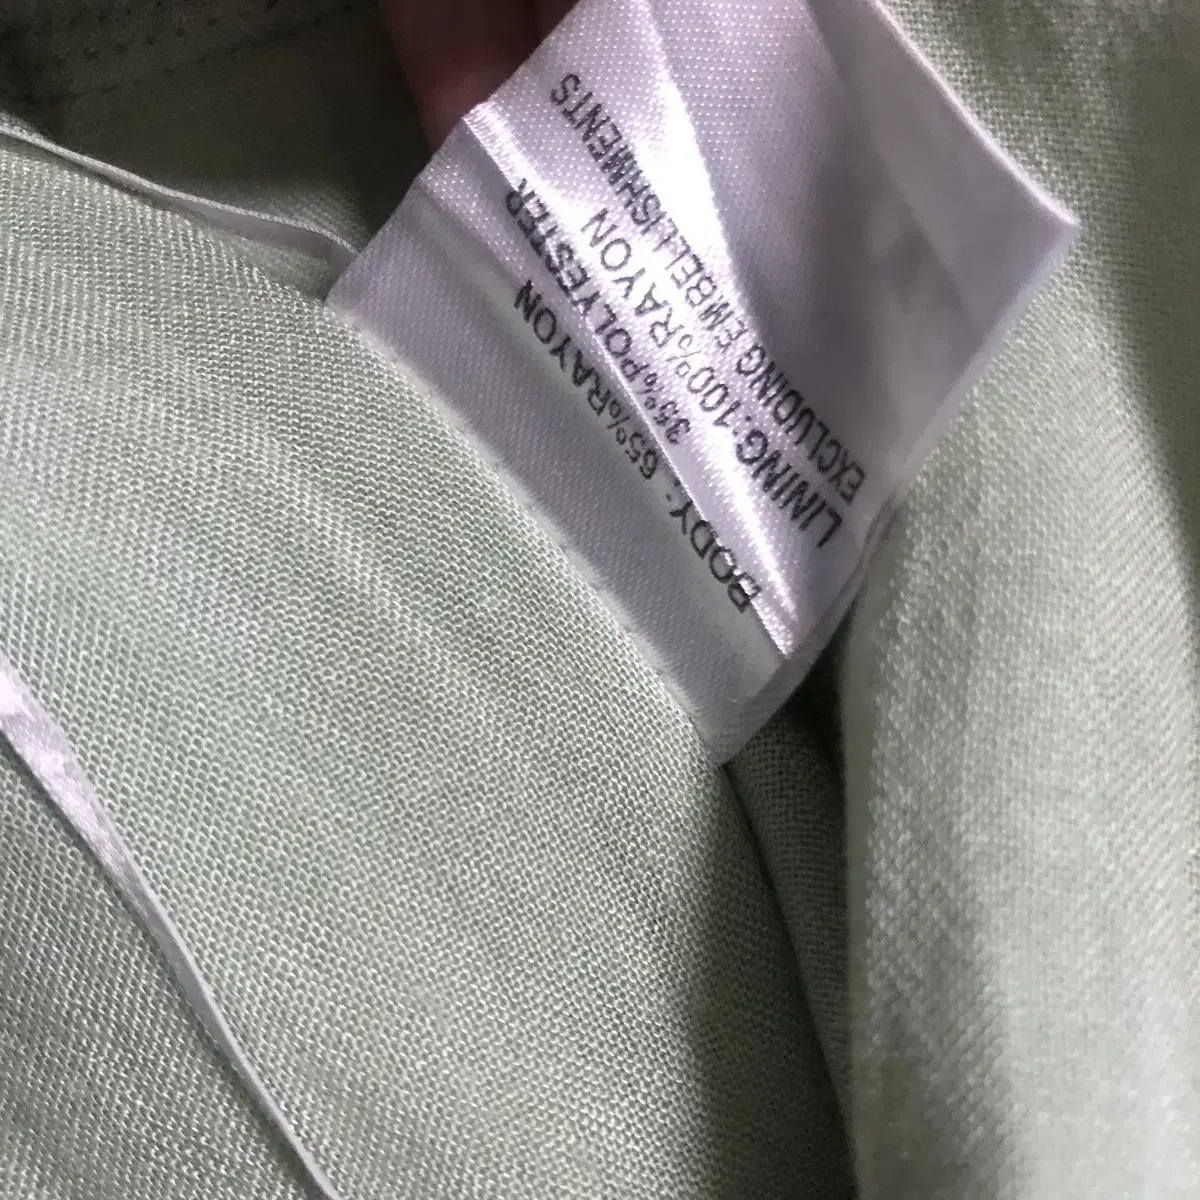 BODY: 65%RAYON
35%POLYESTER
LINING:100%RAYON
EXCLUDING EMBELLISHMENTS